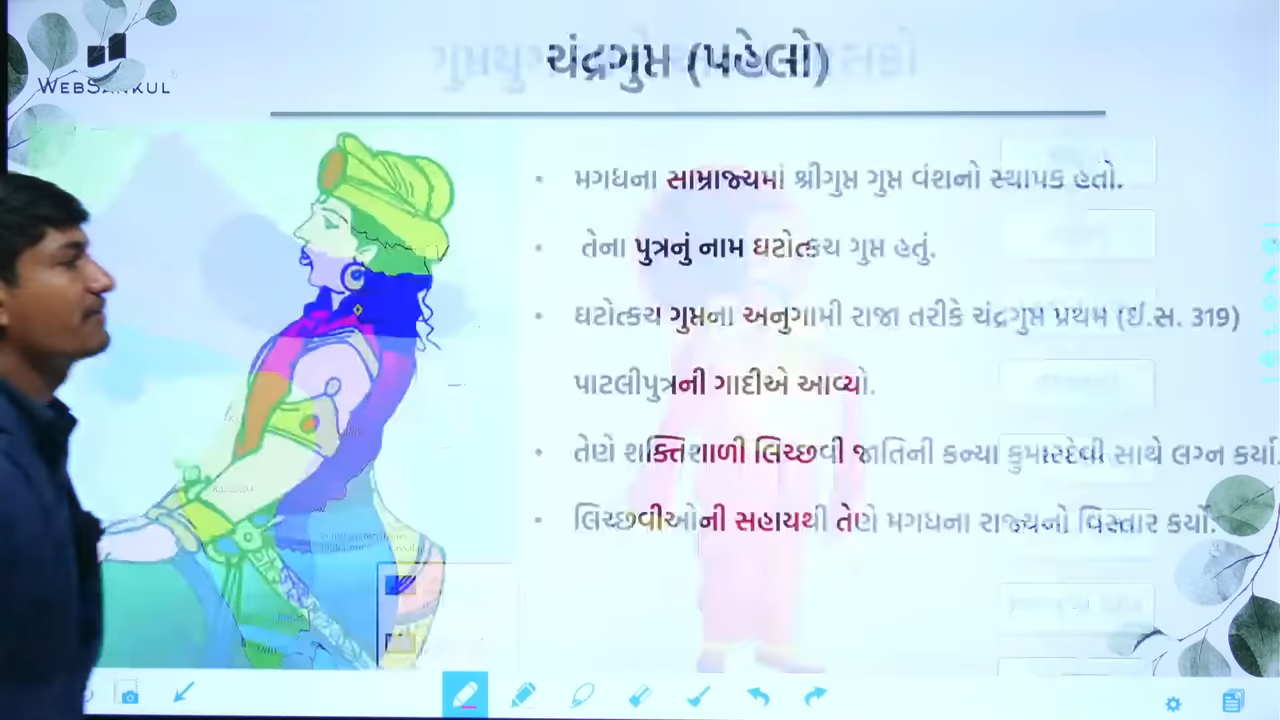 WEBSANKUL
ચંદ્રગુપ્ત (પહેલો)
• મગધના સામ્રાજ્યમાં શ્રીગુપ્ત ગુપ્ત વંશનો સ્થાપક હતો.
• તેના પુત્રનું નામ ઘટોત્કચ ગુપ્ત હતું.
• ઘટોત્કચ ગુપ્તના અનુગામી રાજા તરીકે ચંદ્રગુપ્ત પ્રથમ (ઈ.સ. 319)
પાટલીપુત્રની ગાદીએ આવ્યો.
• તેણે શક્તિશાળી લિચ્છવી જાતિની કન્યા કુમારદેવી સાથે લગ્ન કર્યા.
• લિચ્છવીઓની સહાયથી તેણે મગધના રાજ્યનો વિસ્તાર કર્યો.